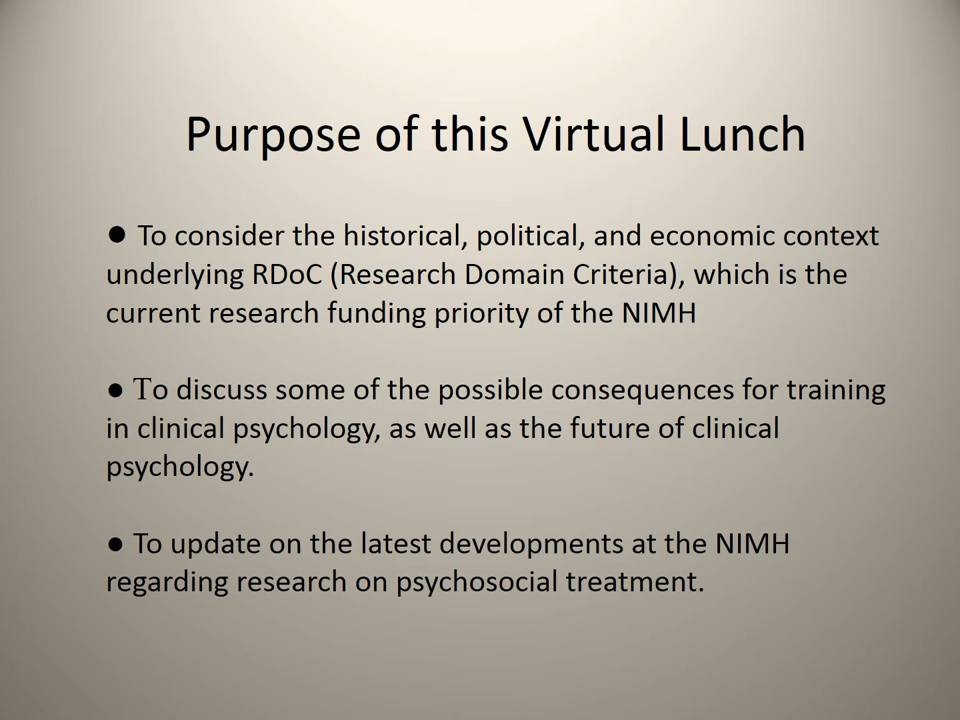 Purpose of this Virtual Lunch
● To consider the historical, political, and economic context
underlying RDoC (Research Domain Criteria), which is the
current research funding priority of the NIMH
● To discuss some of the possible consequences for training
in clinical psychology, as well as the future of clinical
psychology.
● To update on the latest developments at the NIMH
regarding research on psychosocial treatment.